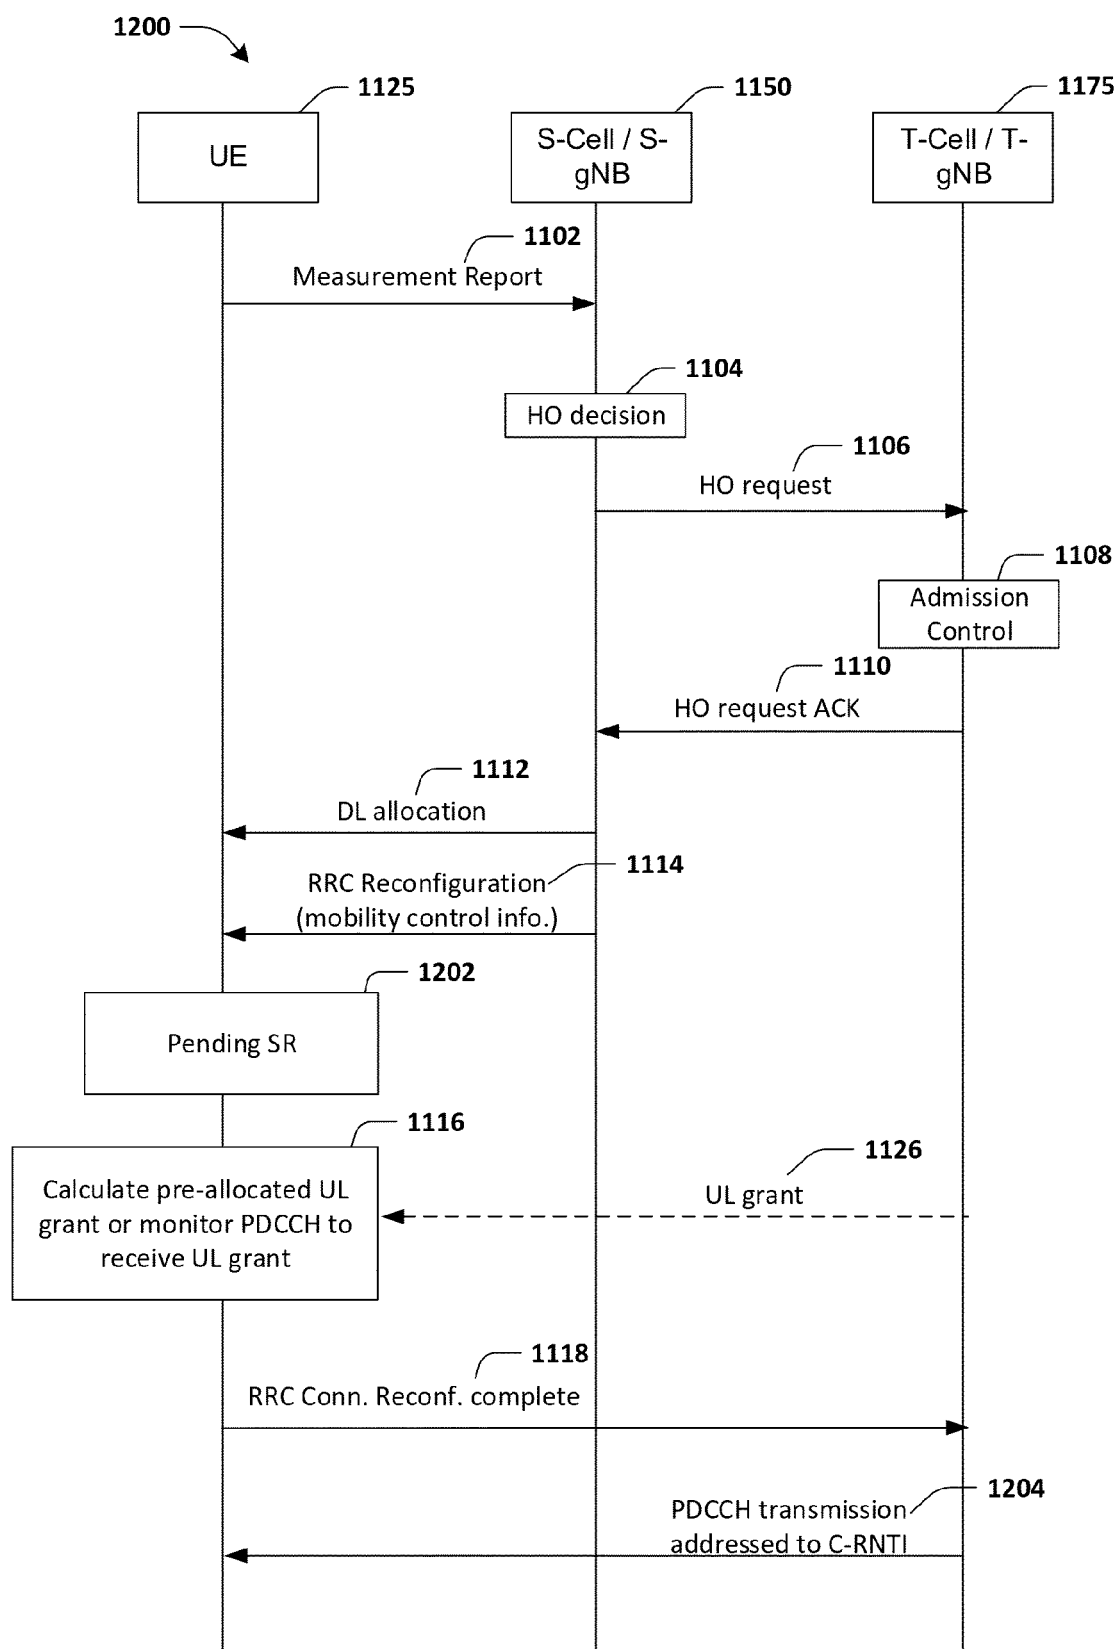 1200
1125
1150
1175
UE
S-Cell / S-
gNB
T-Cell / T-
gNB
1102
Measurement Report
1104
HO decision
1106
HO request
1108
Admission
Control
1110
HO request ACK
1112
DL allocation
1114
RRC Reconfiguration
(mobility control info.)
1202
Pending SR
1116
Calculate pre-allocated UL
grant or monitor PDCCH to
receive UL grant
1126
UL grant
1118
RRC Conn. Reconf. complete
1204
PDCCH transmission
addressed to C-RNTI